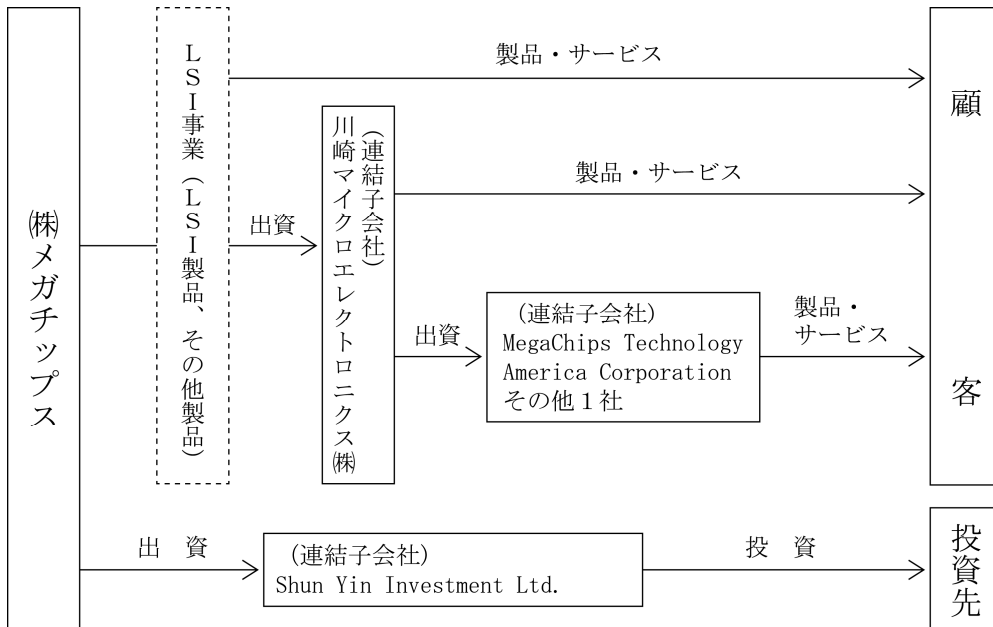 ㈱メガチップス
LSI事業（LSI製品、その他製品）
製品・サービス
出資
（連結子会社）
川崎マイクロエレクトロニクス㈱
製品・サービス
出資
（連結子会社）
MegaChips Technology
America Corporation
その他１社
製品・
サービス
顧客
出　資
（連結子会社）
Shun Yin Investment Ltd.
投　資
投資先